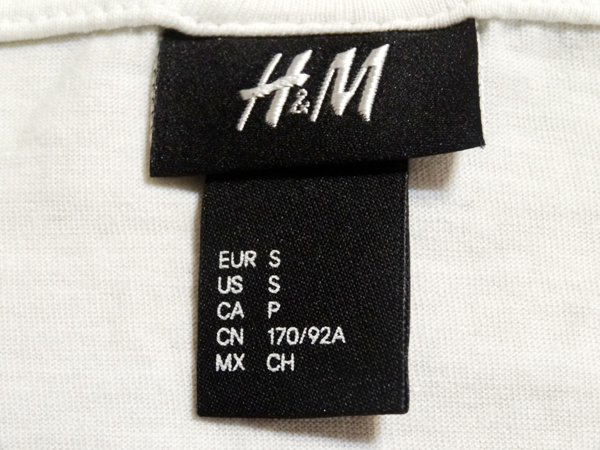 H&M
EUR S
US S
CA P
CN 170/92A
MX CH